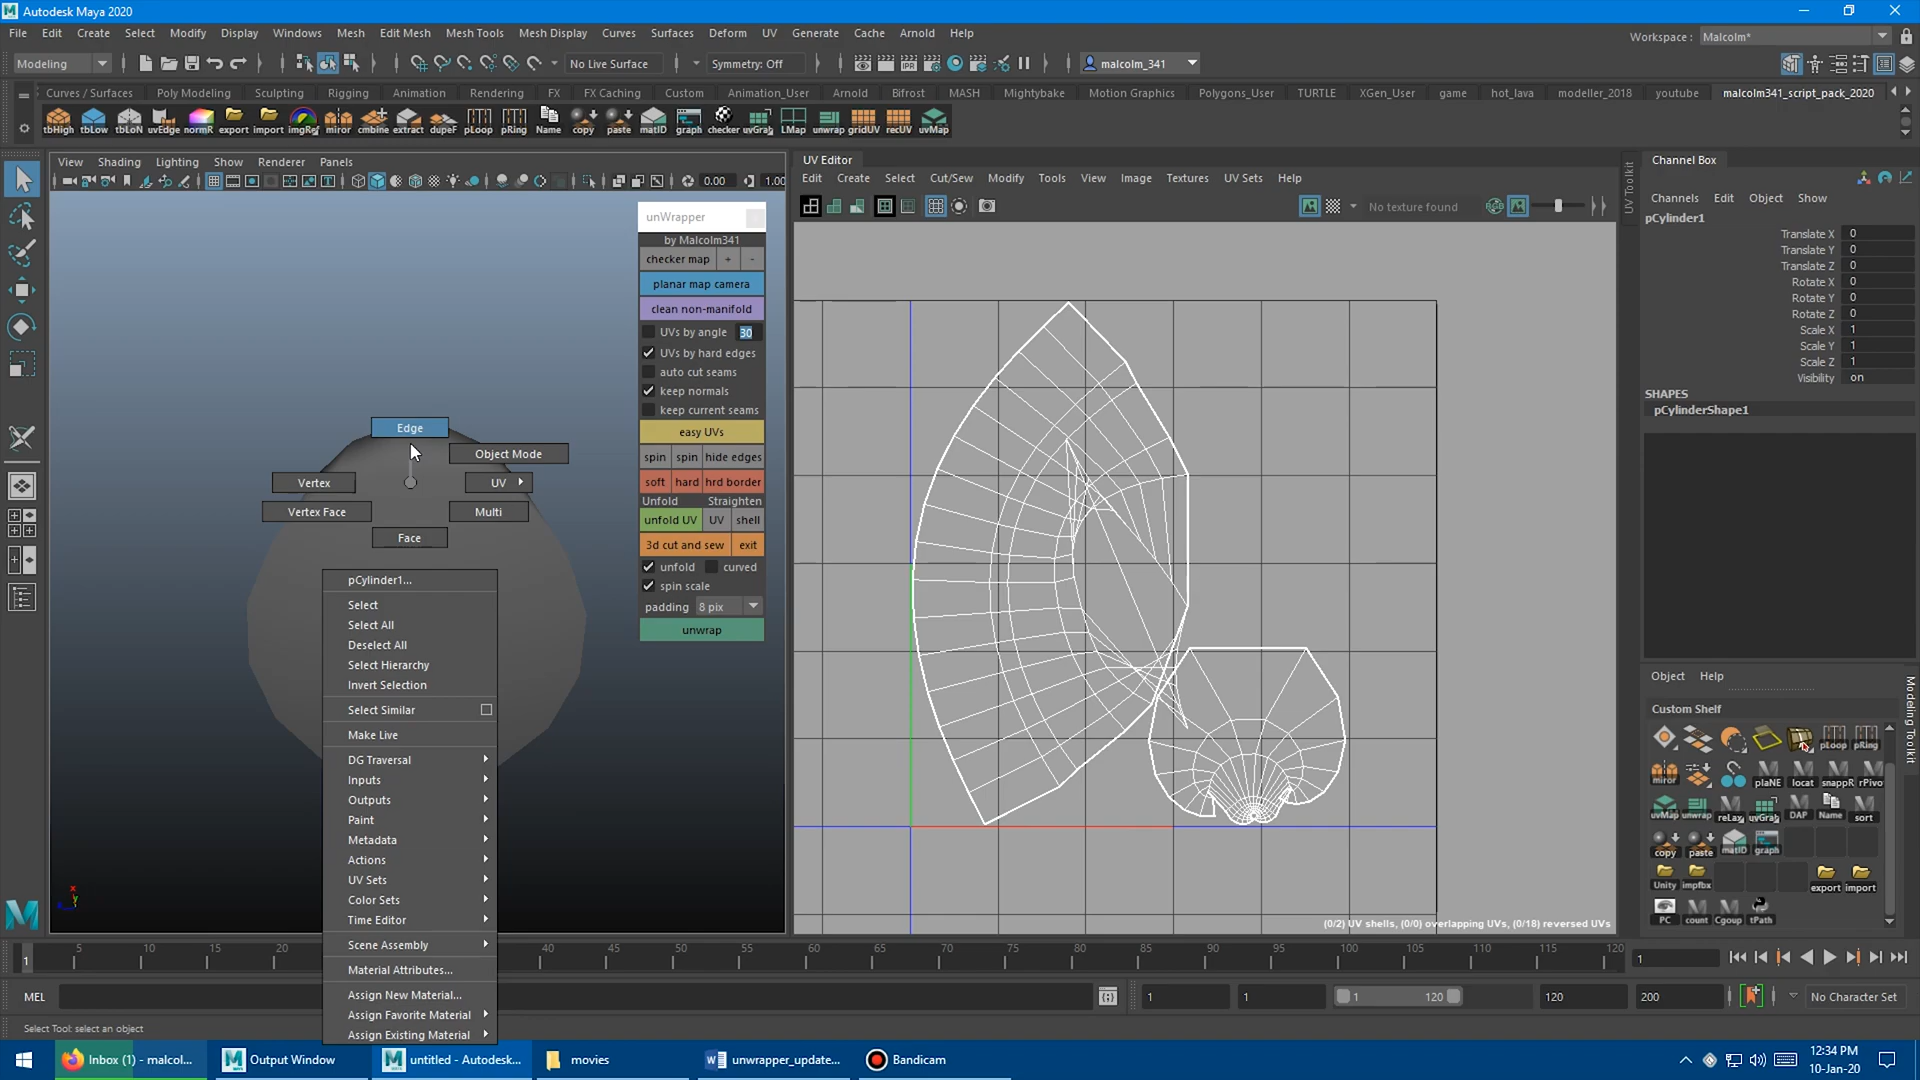 Autodesk Maya 2020
File Edit Create Select Modify Display Windows Mesh Edit Mesh Mesh Tools Mesh Display Curves Surfaces Deform UV Generate Cache Arnold Help
Workspace : Malcolm*
Modeling No Live Surface Symmetry: Off malcolm_341
Curves / Surfaces Poly Modeling Sculpting Rigging Animation Rendering FX FX Caching Custom Animation_User Arnold Bifrost MASH Mightybake Motion Graphics Polygons_User TURTLE XGen_User game hot_lava modeller_2018 youtube malcolm341_script_pack_2020
tbHigh tbLow tbLoN uvEdge normR export import imgRef mirror cmbine extract dupeF pLoop pRing Name copy paste matID graph checker uvGrab LMap unwrap gridUV recUV uvMap
View Shading Lighting Show Renderer Panels
0.00 1.00
unWrapper
by Malcolm341
checker map + -
planar map camera
clean non-manifold
UVs by angle 30
UVs by hard edges
auto cut seams
keep normals
keep current seams
easy UVs
spin spin hide edges
soft hard hrd border
Unfold Straighten
unfold UV UV shell
3d cut and sew exit
unfold curved
spin scale
padding 8 pix
unwrap
Edge
Object Mode
Vertex UV
Vertex Face Multi
Face
pCylinder1...
Select
Select All
Deselect All
Select Hierarchy
Invert Selection
Select Similar
Make Live
DG Traversal
Inputs
Outputs
Paint
Metadata
Actions
UV Sets
Color Sets
Time Editor
Scene Assembly
Material Attributes...
Assign New Material...
Assign Favorite Material
Assign Existing Material
UV Editor
Edit Create Select Cut/Sew Modify Tools View Image Textures UV Sets Help
No texture found
(0/2) UV shells, (0/0) overlapping UVs, (0/18) reversed UVs
UV Toolkit
Channel Box
Channels Edit Object Show
pCylinder1
Translate X 0
Translate Y 0
Translate Z 0
Rotate X 0
Rotate Y 0
Rotate Z 0
Scale X 1
Scale Y 1
Scale Z 1
Visibility on
SHAPES
pCylinderShape1
Object Help
Custom Shelf
pLoop pRing
miror plaNE locat snappR rPivo
uvMap unwrap reLax uvGrab DAP Name sort
copy paste matID graph
Unity impfbx export import
PC count Cgoup tPath
Modeling Toolkit
1 5 10 15 20 40 45 50 55 60 65 70 75 80 85 90 95 100 105 110 115 120
1
MEL
1 1 1 120 120 200 No Character Set
Select Tool: select an object
Inbox (1) - malcol... Output Window untitled - Autodesk... movies unwrapper_update... Bandicam
12:34 PM
10-Jan-20